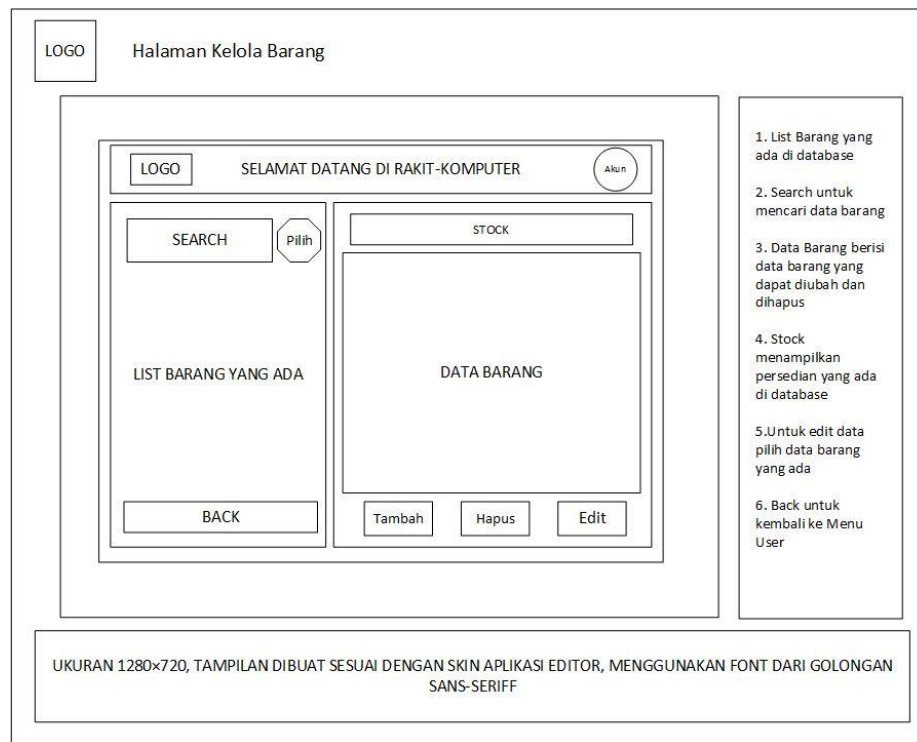 LOGO
Halaman Kelola Barang
LOGO
SELAMAT DATANG DI RAKIT-KOMPUTER
Akun
SEARCH
Pilih
LIST BARANG YANG ADA
BACK
STOCK
DATA BARANG
Tambah
Hapus
Edit
1. List Barang yang
ada di database
2. Search untuk
mencari data barang
3. Data Barang berisi
data barang yang
dapat diubah dan
dihapus
4. Stock
menampilkan
persedian yang ada
di database
5.Untuk edit data
pilih data barang
yang ada
6. Back untuk
kembali ke Menu
User
UKURAN 1280×720, TAMPILAN DIBUAT SESUAI DENGAN SKIN APLIKASI EDITOR, MENGGUNAKAN FONT DARI GOLONGAN
SANS-SERIFF